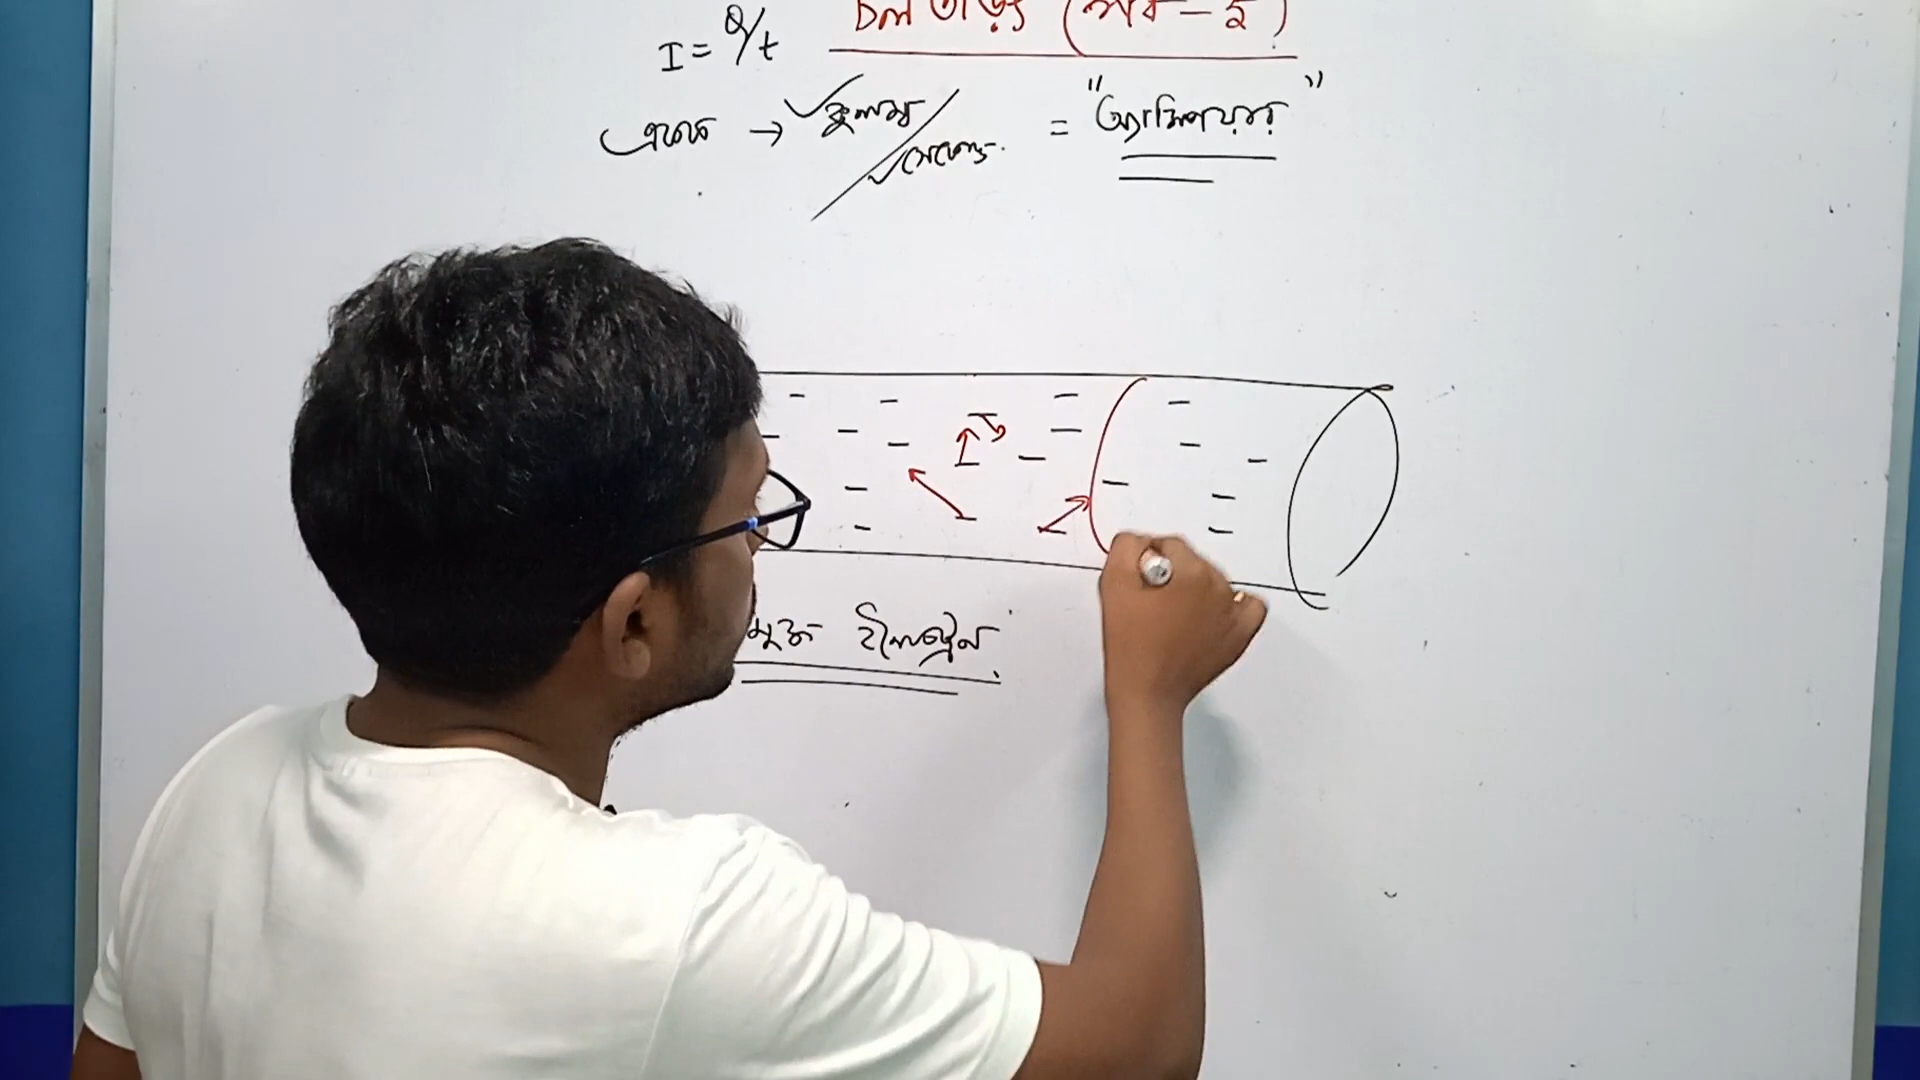 চল তড়িৎ (পর্ব - ২)
I = Q/t
একক → কুলম্ব/সেকেন্ড. = "অ্যাম্পিয়ার"
মুক্ত ইলেকট্রন